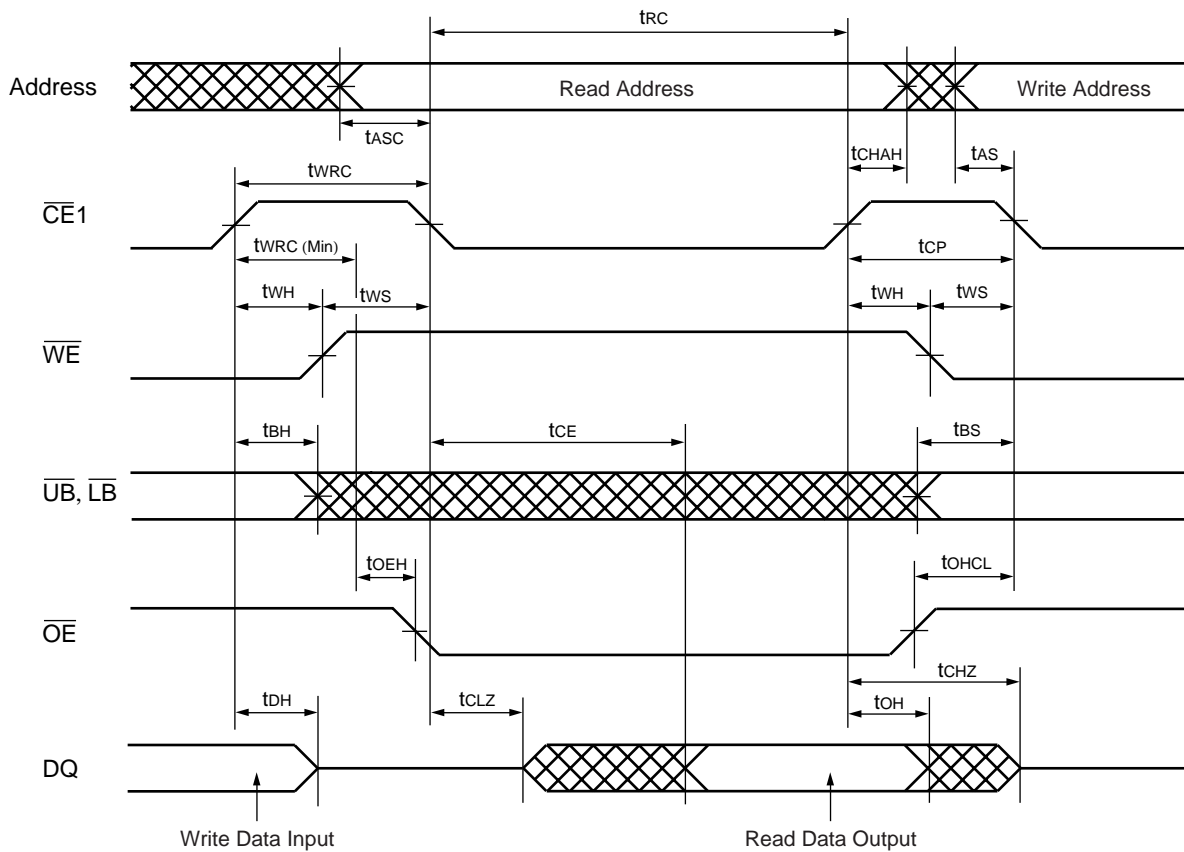 tRC
Address
Read Address
Write Address
tASC
tCHAH
tAS
tWRC
CE1
tWRC (Min)
tCP
tWH
tWS
tWH
tWS
WE
tBH
tCE
tBS
UB, LB
tOEH
tOHCL
OE
tCHZ
tDH
tCLZ
tOH
DQ
Write Data Input
Read Data Output